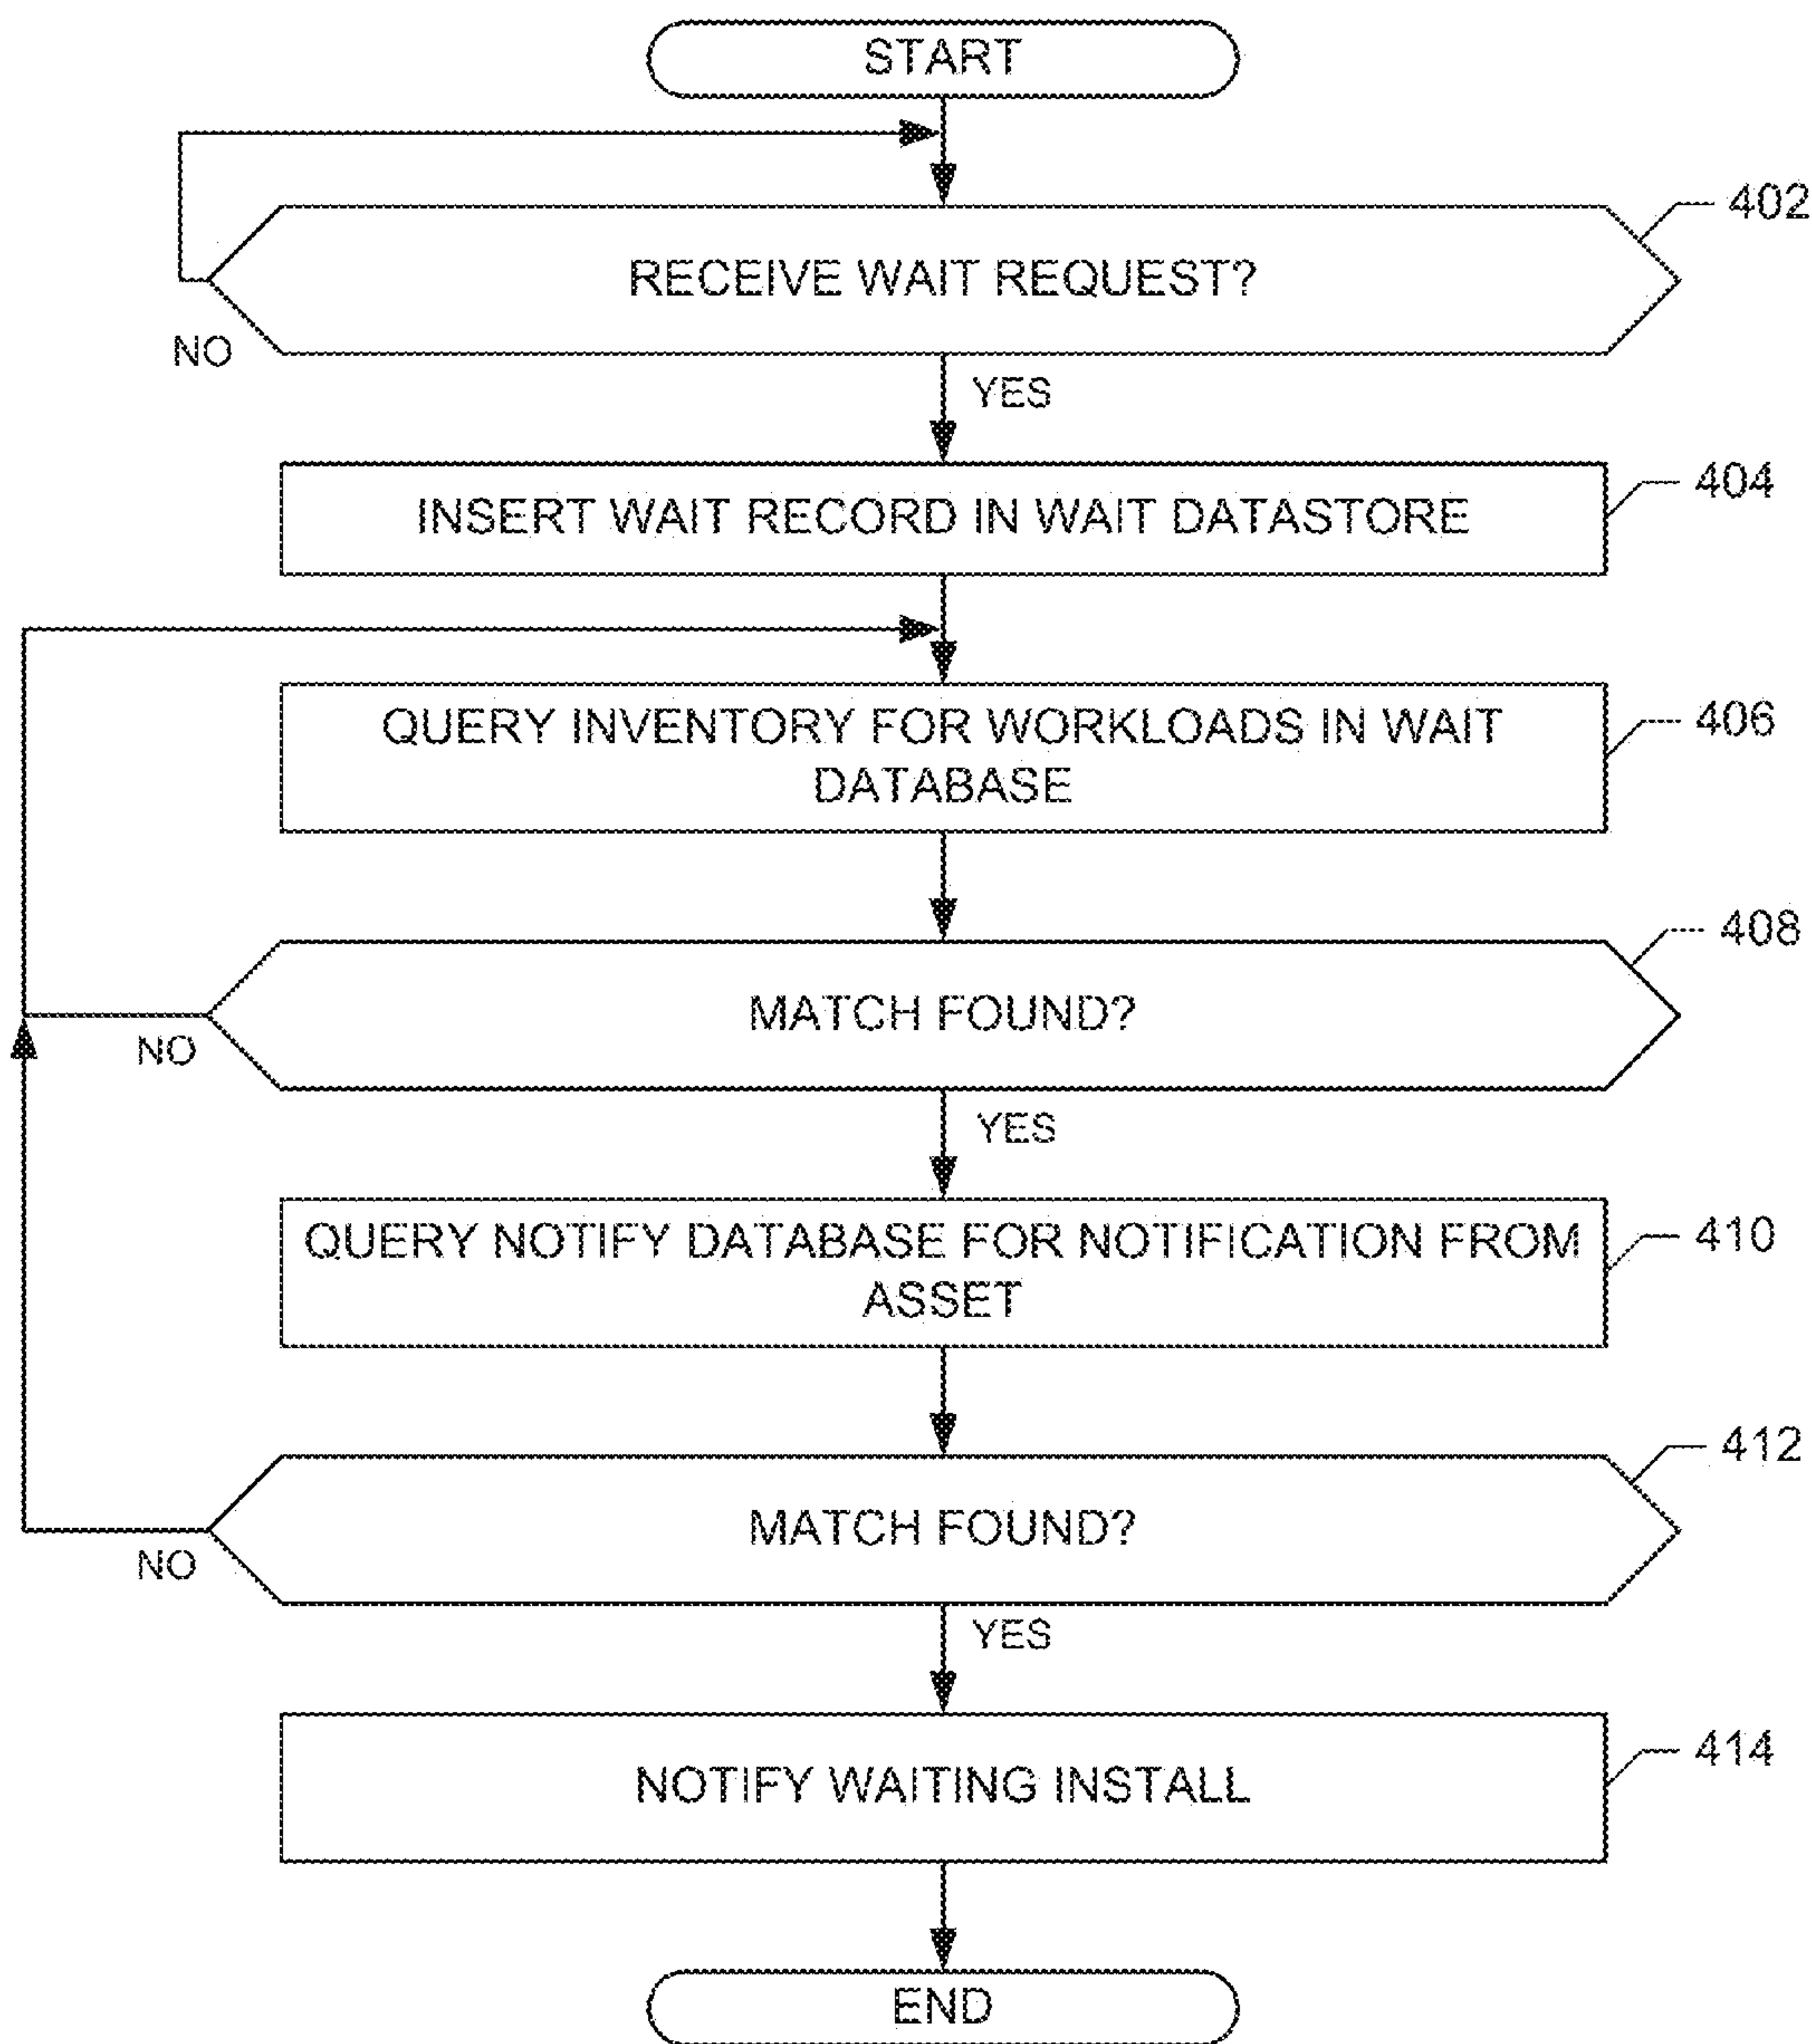 START
402
RECEIVE WAIT REQUEST?
NO
YES
404
INSERT WAIT RECORD IN WAIT DATASTORE
406
QUERY INVENTORY FOR WORKLOADS IN WAIT
DATABASE
408
MATCH FOUND?
NO
YES
410
QUERY NOTIFY DATABASE FOR NOTIFICATION FROM
ASSET
412
MATCH FOUND?
NO
YES
414
NOTIFY WAITING INSTALL
END